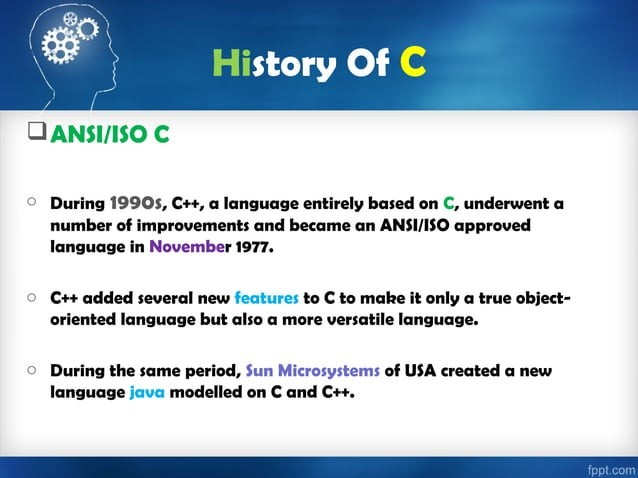 History Of C
ANSI/ISO C
During 1990s, C++, a language entirely based on C, underwent a
number of improvements and became an ANSI/ISO approved
language in November 1977.
C++ added several new features to C to make it only a true object-
oriented language but also a more versatile language.
During the same period, Sun Microsystems of USA created a new
language java modelled on C and C++.
fppt.com